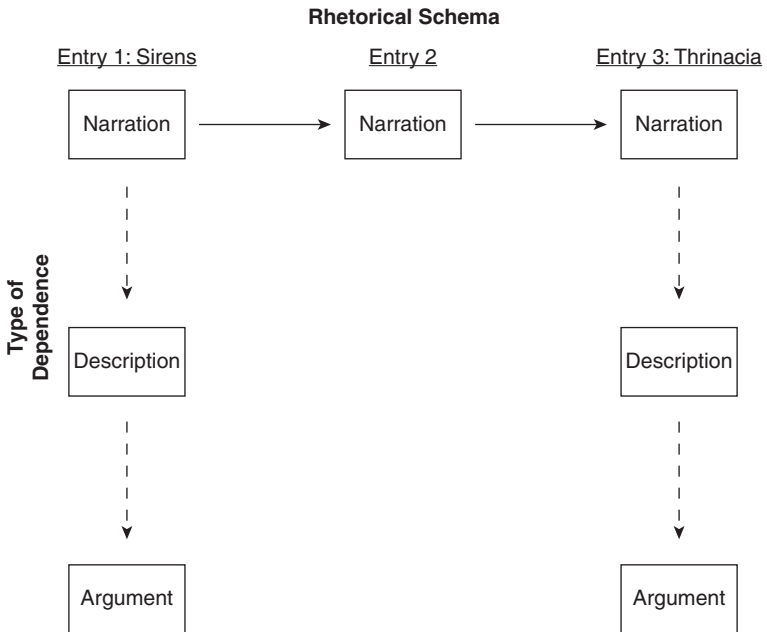 Rhetorical Schema
Entry 1: Sirens
Entry 2
Entry 3: Thrinacia
Narration
Narration
Narration
Type of
Dependence
Description
Description
Argument
Argument